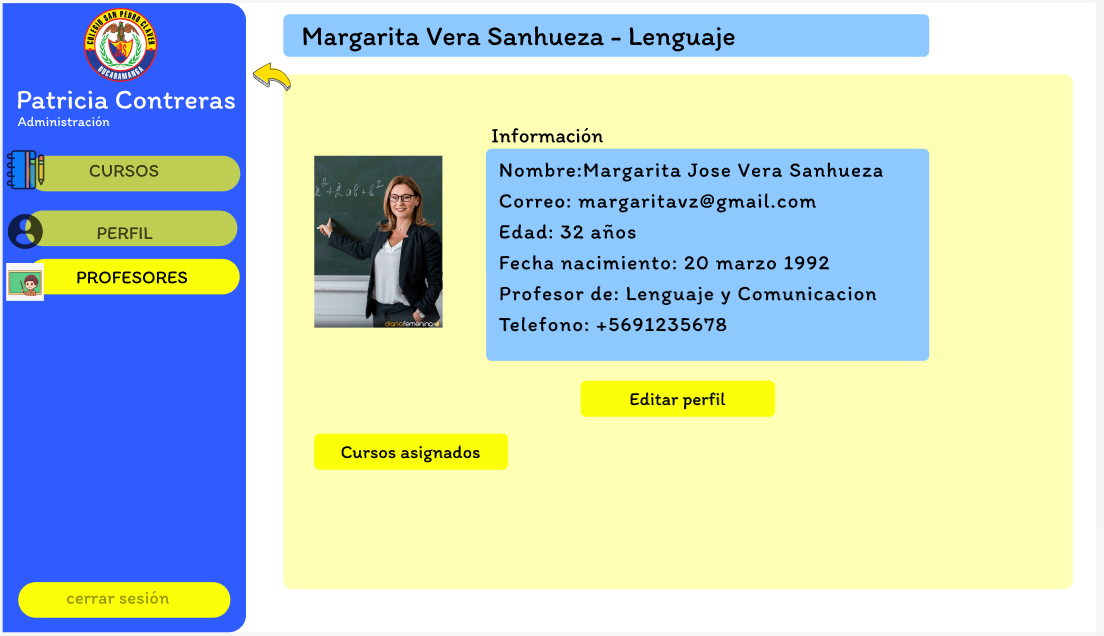 COLEGIO SAN PEDRO CLAVER
BUCARAMANGA
Patricia Contreras
Administración
CURSOS
PERFIL
PROFESORES
cerrar sesión
Margarita Vera Sanhueza - Lenguaje
Información
Nombre:Margarita Jose Vera Sanhueza
Correo: margaritavz@gmail.com
Edad: 32 años
Fecha nacimiento: 20 marzo 1992
Profesor de: Lenguaje y Comunicacion
Telefono: +5691235678
diariofemenino
Editar perfil
Cursos asignados